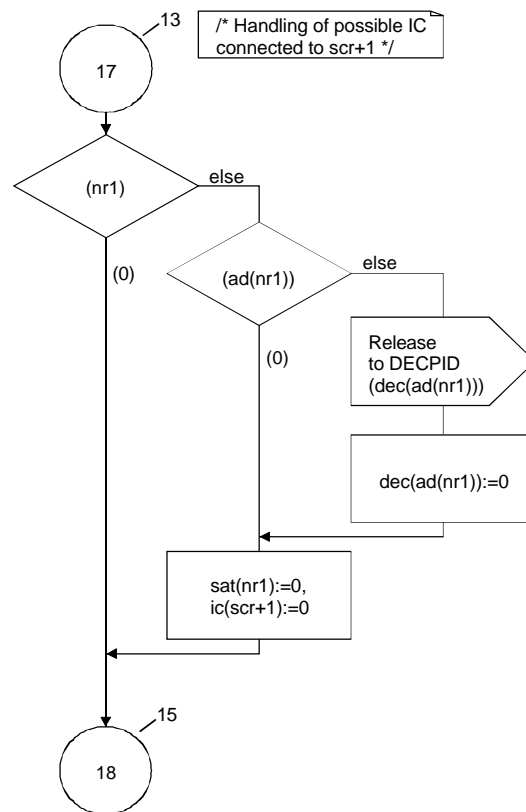 13
/* Handling of possible IC
connected to scr+1 */
17
(nr1)
else
(0)
(ad(nr1))
else
(0)
Release
to DECPID
(dec(ad(nr1)))
dec(ad(nr1)):=0
sat(nr1):=0,
ic(scr+1):=0
15
18